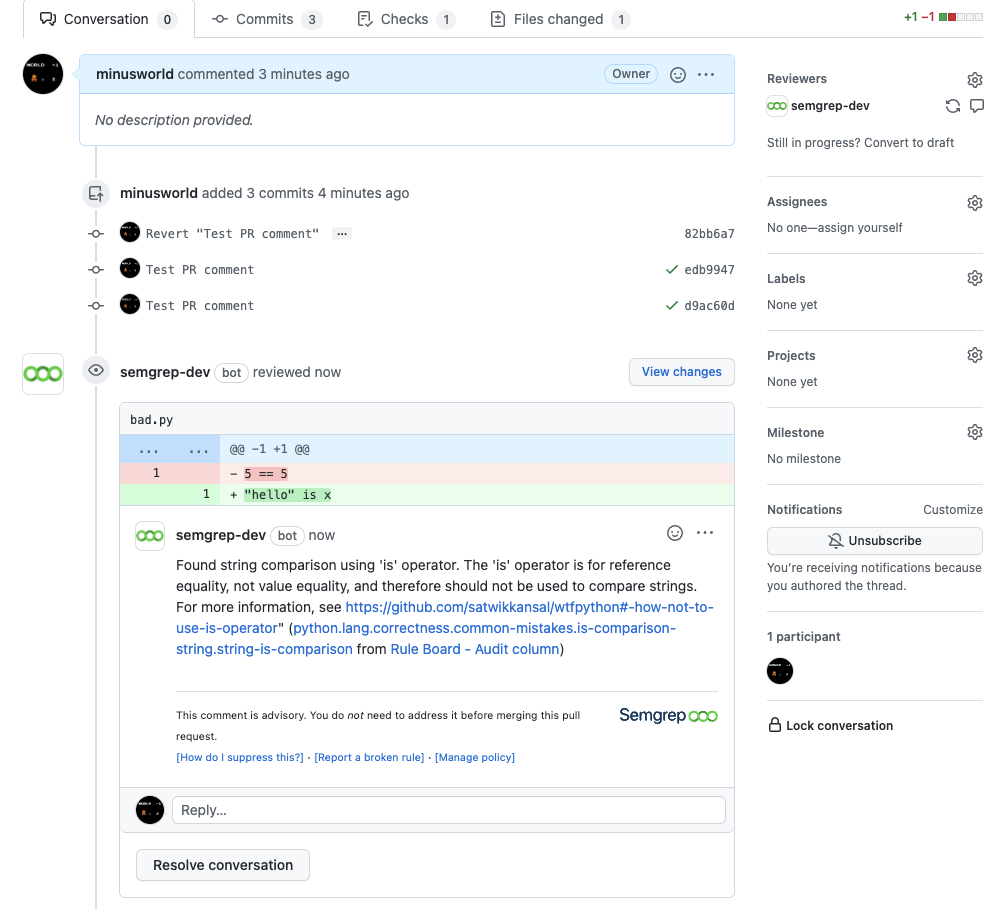 Conversation 0 Commits 3 Checks 1 Files changed 1 +1 −1
minusworld commented 3 minutes ago Owner
No description provided.
minusworld added 3 commits 4 minutes ago
Revert "Test PR comment" … 82bb6a7
Test PR comment edb9947
Test PR comment d9ac60d
semgrep-dev bot reviewed now View changes
bad.py
... ... @@ −1 +1 @@
1 − 5 == 5
1 + "hello" is x
semgrep-dev bot now
Found string comparison using 'is' operator. The 'is' operator is for reference
equality, not value equality, and therefore should not be used to compare strings.
For more information, see https://github.com/satwikkansal/wtfpython#-how-not-to-
use-is-operator" (python.lang.correctness.common-mistakes.is-comparison-
string.string-is-comparison from Rule Board - Audit column)
This comment is advisory. You do not need to address it before merging this pull
request.
Semgrep
[How do I suppress this?] · [Report a broken rule] · [Manage policy]
Reply...
Resolve conversation
Reviewers
semgrep-dev
Still in progress? Convert to draft
Assignees
No one—assign yourself
Labels
None yet
Projects
None yet
Milestone
No milestone
Notifications Customize
Unsubscribe
You're receiving notifications because
you authored the thread.
1 participant
Lock conversation